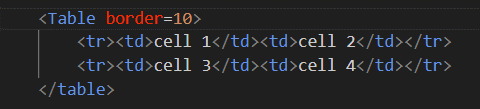 <Table border=10>
<tr><td>cell 1</td><td>cell 2</td></tr>
<tr><td>cell 3</td><td>cell 4</td></tr>
</table>